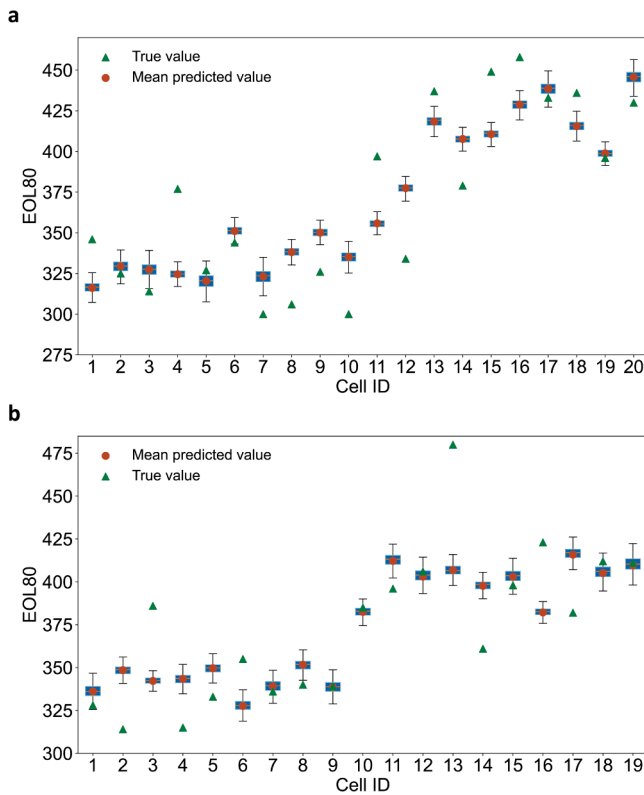 a
True value
Mean predicted value
EOL80
450
425
400
375
350
325
300
275
1 2 3 4 5 6 7 8 9 10 11 12 13 14 15 16 17 18 19 20
Cell ID
b
Mean predicted value
True value
EOL80
475
450
425
400
375
350
325
300
1 2 3 4 5 6 7 8 9 10 11 12 13 14 15 16 17 18 19
Cell ID